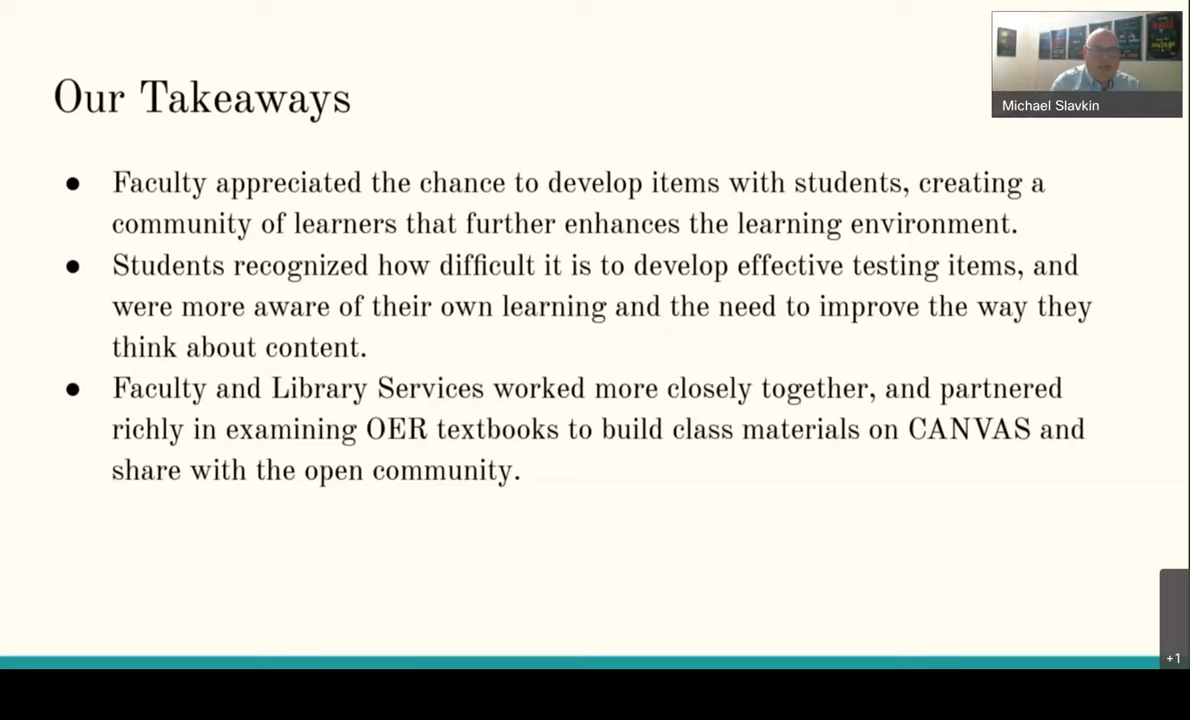 Our Takeaways
Michael Slavkin
● Faculty appreciated the chance to develop items with students, creating a
community of learners that further enhances the learning environment.
● Students recognized how difficult it is to develop effective testing items, and
were more aware of their own learning and the need to improve the way they
think about content.
● Faculty and Library Services worked more closely together, and partnered
richly in examining OER textbooks to build class materials on CANVAS and
share with the open community.
+1